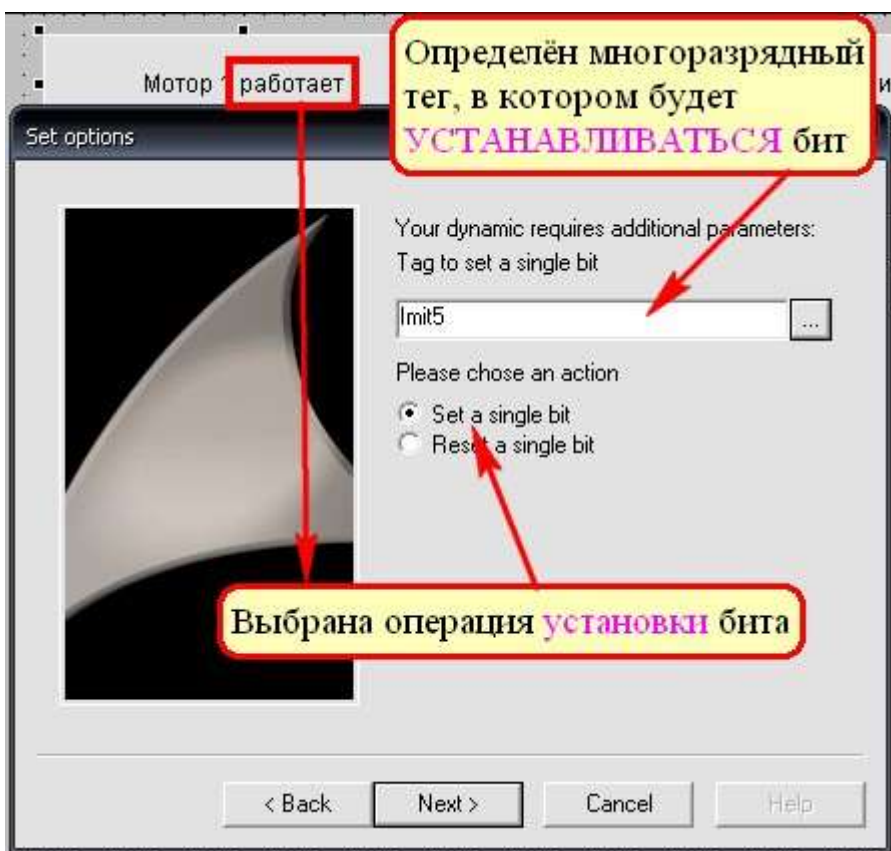 Мотор 1 работает
Определён многоразрядный
тег, в котором будет
УСТАНАВЛИВАТЬСЯ бит
Set options
Your dynamic requires additional parameters:
Tag to set a single bit
Imit5
...
Please chose an action
Set a single bit
Reset a single bit
Выбрана операция установки бита
< Back
Next >
Cancel
Help